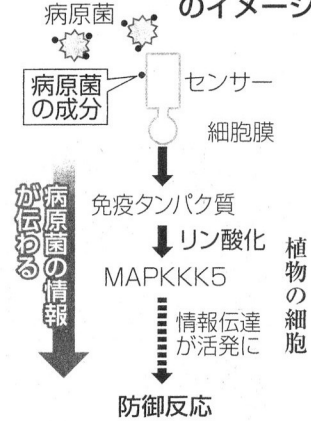 のイメージ
病原菌
病原菌
の成分
センサー
細胞膜
免疫タンパク質
リン酸化
MAPKKK5
情報伝達
が活発に
防御反応
病原菌の情報
が伝わる
植物の細胞